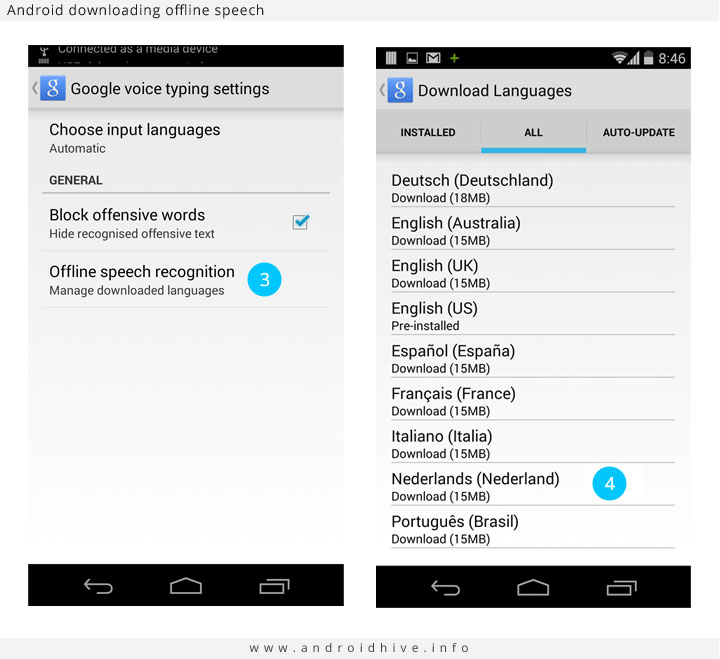 Android downloading offline speech
Connected as a media device
Google voice typing settings
Choose input languages
Automatic
GENERAL
Block offensive words
Hide recognised offensive text
Offline speech recognition
Manage downloaded languages
3
8:46
Download Languages
INSTALLED
ALL
AUTO-UPDATE
Deutsch (Deutschland)
Download (18MB)
English (Australia)
Download (15MB)
English (UK)
Download (15MB)
English (US)
Pre-installed
Español (España)
Download (15MB)
Français (France)
Download (15MB)
Italiano (Italia)
Download (15MB)
Nederlands (Nederland)
Download (15MB)
4
Português (Brasil)
Download (15MB)
www.androidhive.info